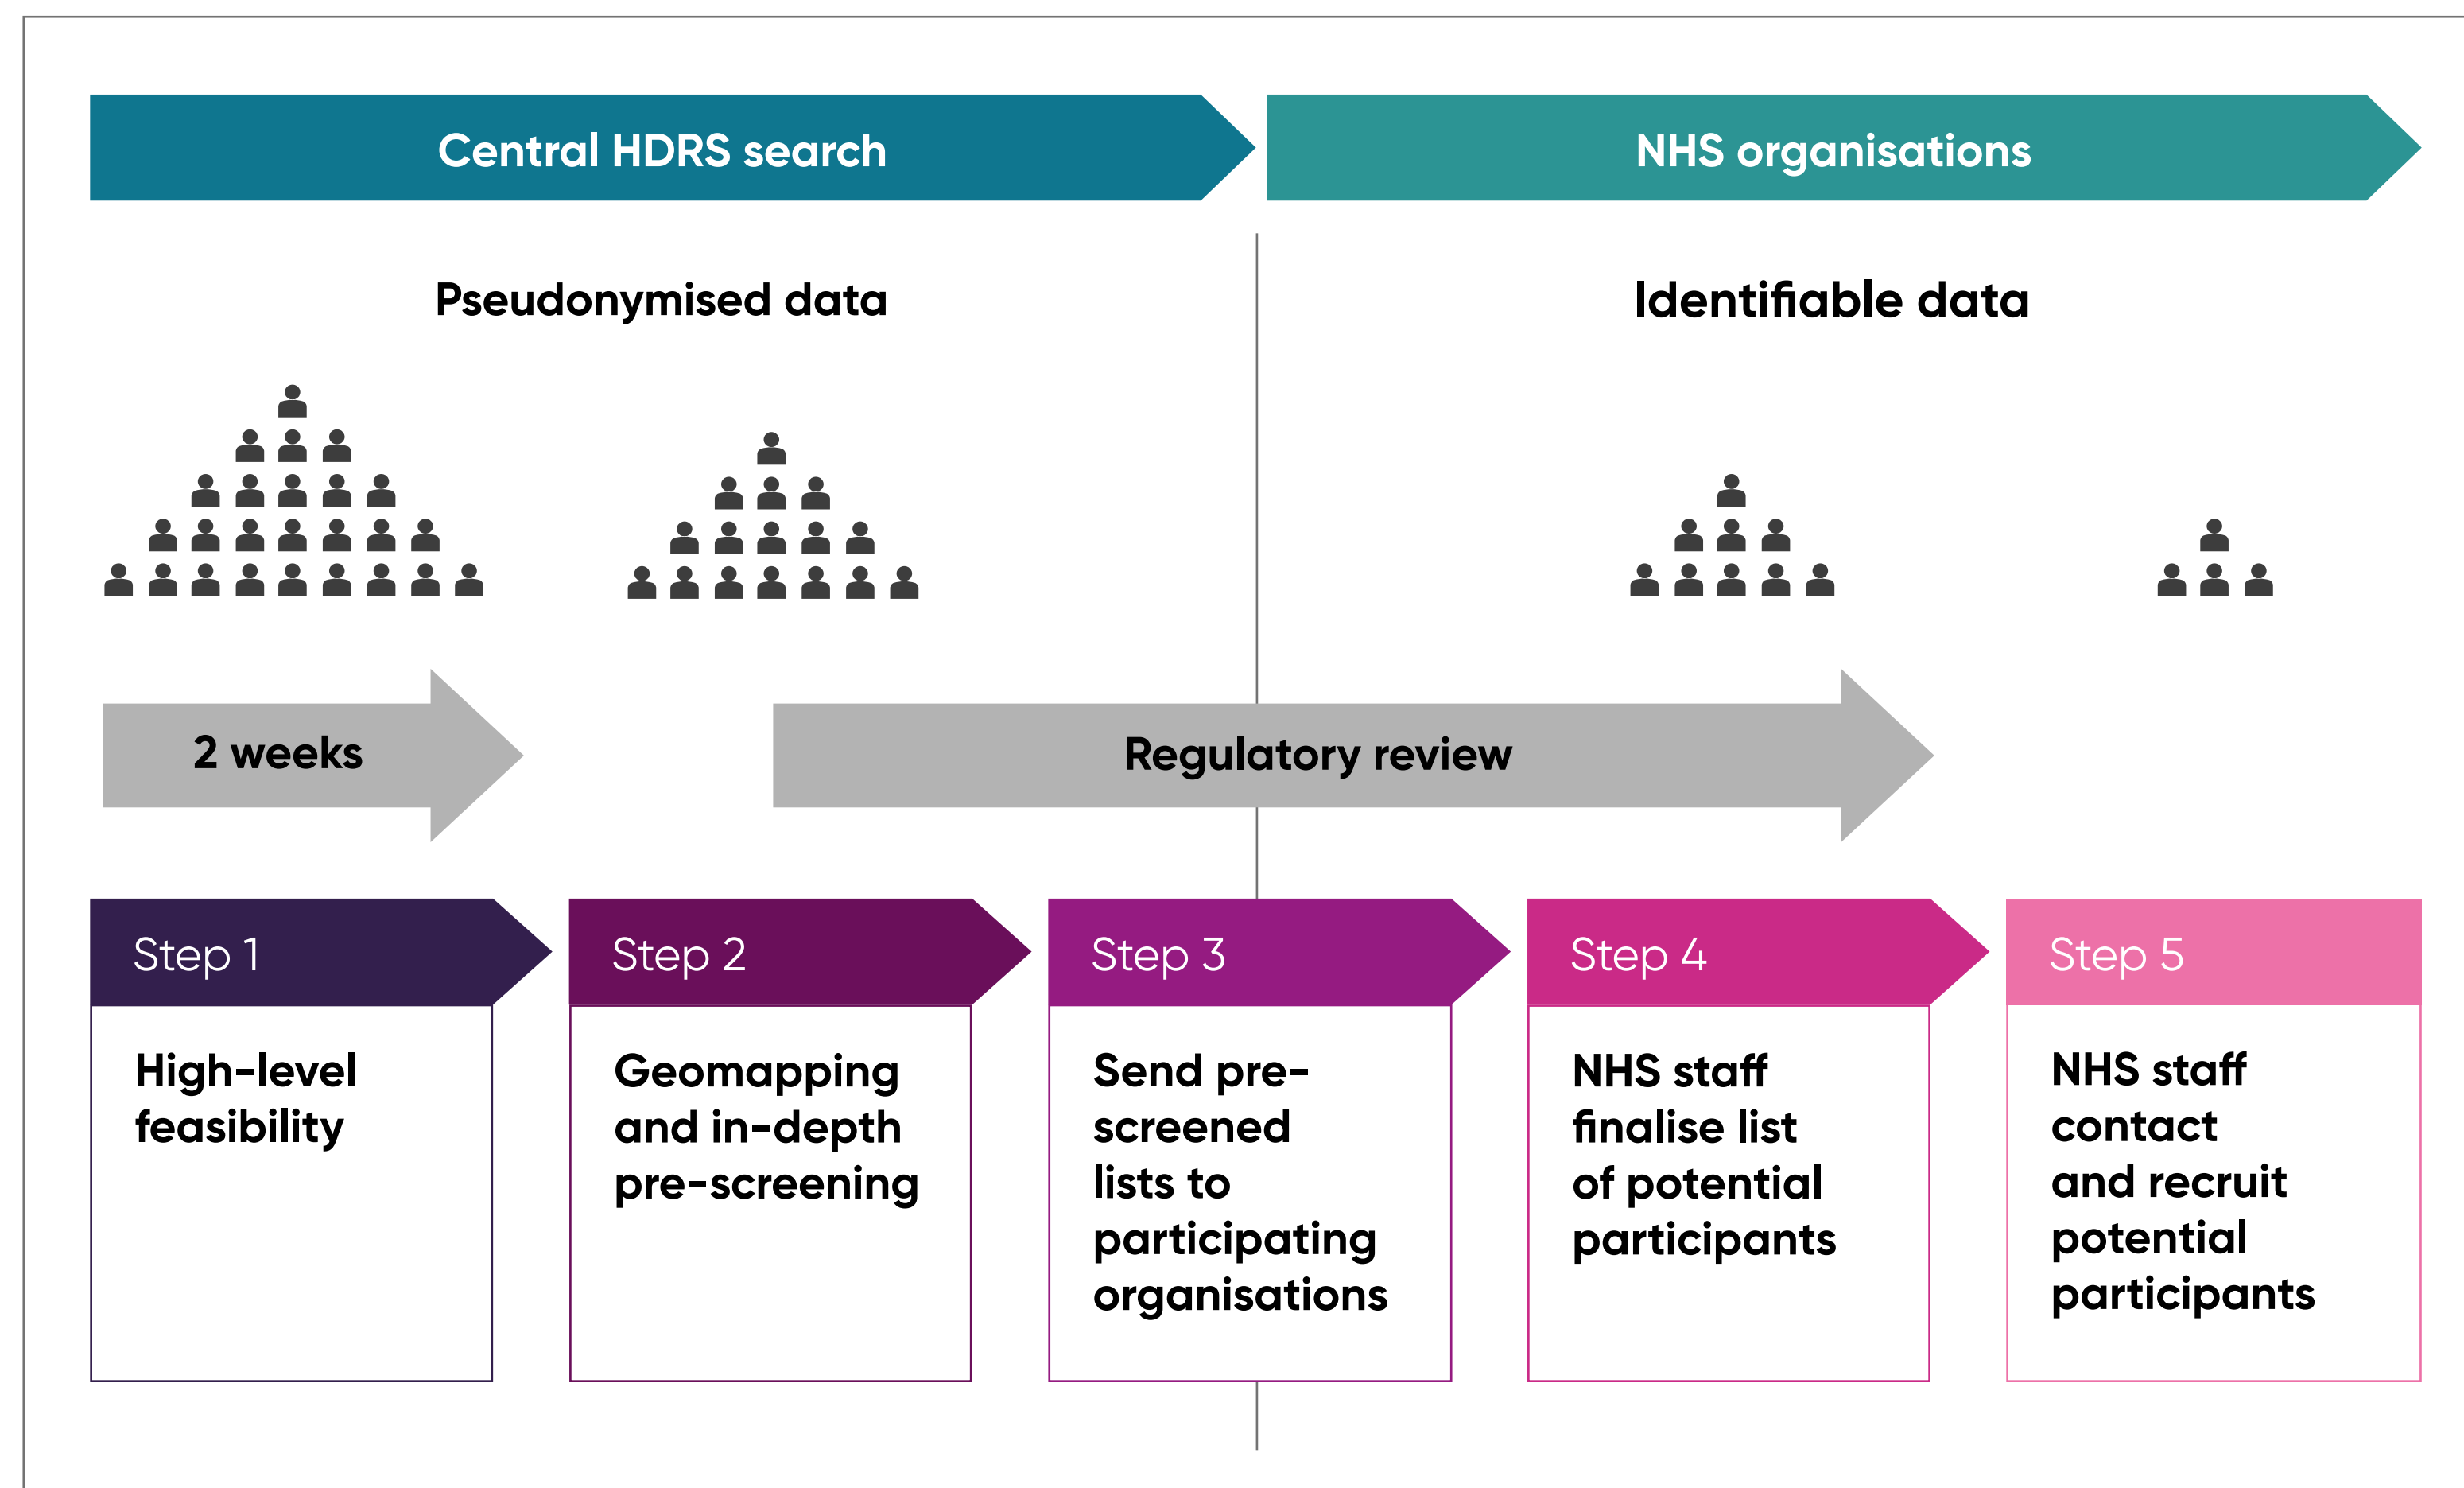 Central HDRS search
NHS organisations
Pseudonymised data
Identifiable data
2 weeks
Regulatory review
Step 1
High-level
feasibility
Step 2
Geomapping
and in-depth
pre-screening
Step 3
Send pre-
screened
lists to
participating
organisations
Step 4
NHS staff
finalise list
of potential
participants
Step 5
NHS staff
contact
and recruit
potential
participants